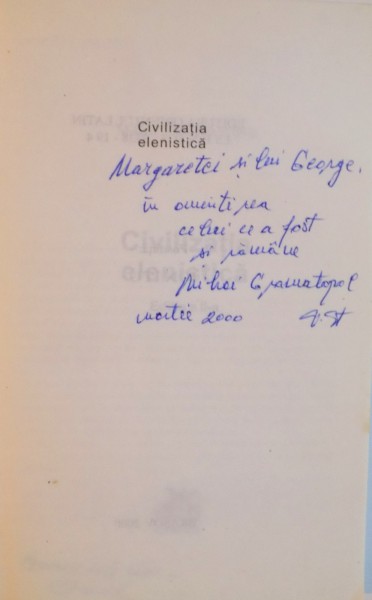 Civilizația
elenistică
Margaretei și lui George,
în amintirea
celui ce a fost
și rămâne
Mihai Gramatopol
martie 2000